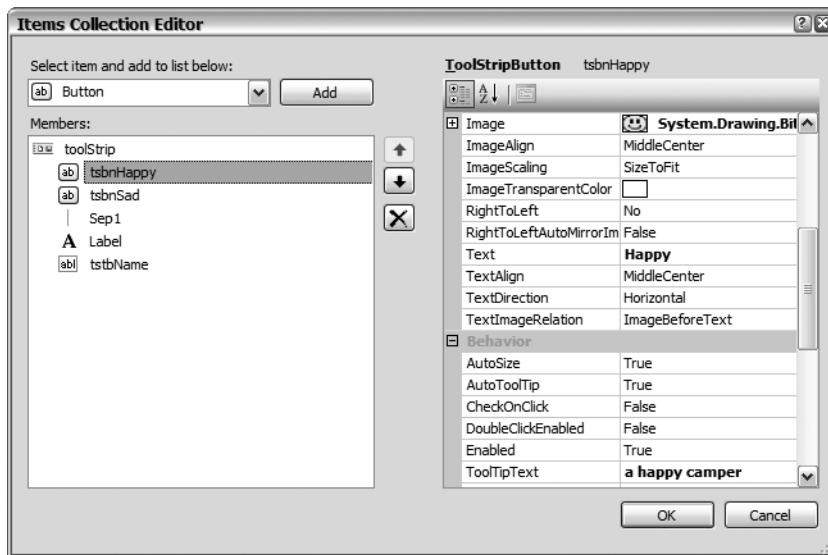 Items Collection Editor
Select item and add to list below:
ab Button
Add
Members:
toolStrip
ab tsbnHappy
ab tsbnSad
Sep1
A Label
abl tstbName
ToolStripButton tsbnHappy
Image System.Drawing.Bit
ImageAlign MiddleCenter
ImageScaling SizeToFit
ImageTransparentColor
RightToLeft No
RightToLeftAutoMirrorIm False
Text Happy
TextAlign MiddleCenter
TextDirection Horizontal
TextImageRelation ImageBeforeText
Behavior
AutoSize True
AutoToolTip True
CheckOnClick False
DoubleClickEnabled False
Enabled True
ToolTipText a happy camper
OK Cancel